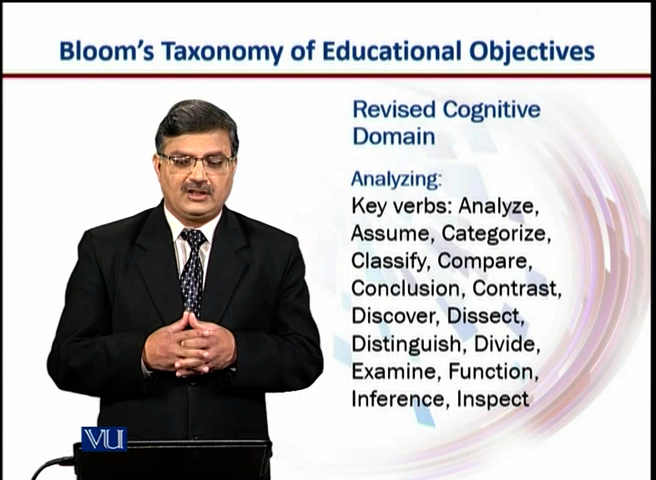 Bloom's Taxonomy of Educational Objectives
Revised Cognitive
Domain
Analyzing:
Key verbs: Analyze,
Assume, Categorize,
Classify, Compare,
Conclusion, Contrast,
Discover, Dissect,
Distinguish, Divide,
Examine, Function,
Inference, Inspect
VU